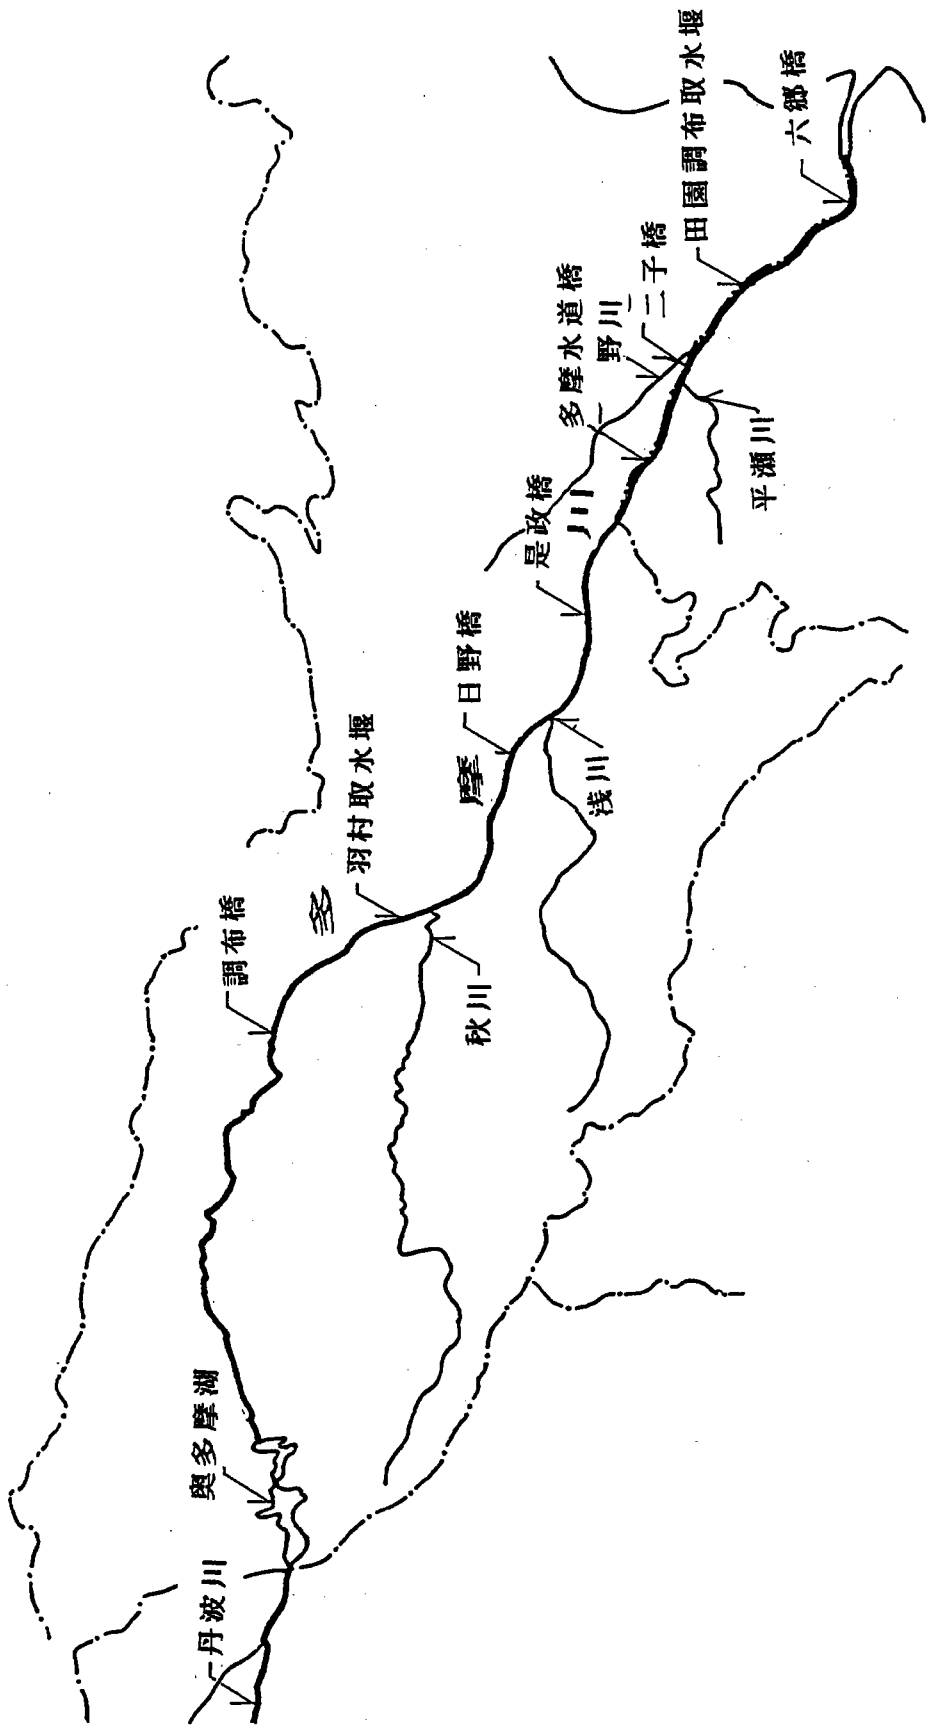 丹波川
奥多摩湖
調布橋
羽村取水堰
秋川
日野橋
浅川
是政橋
多摩水道橋
野川
二子橋
平瀬川
田園調布取水堰
六郷橋
多摩川